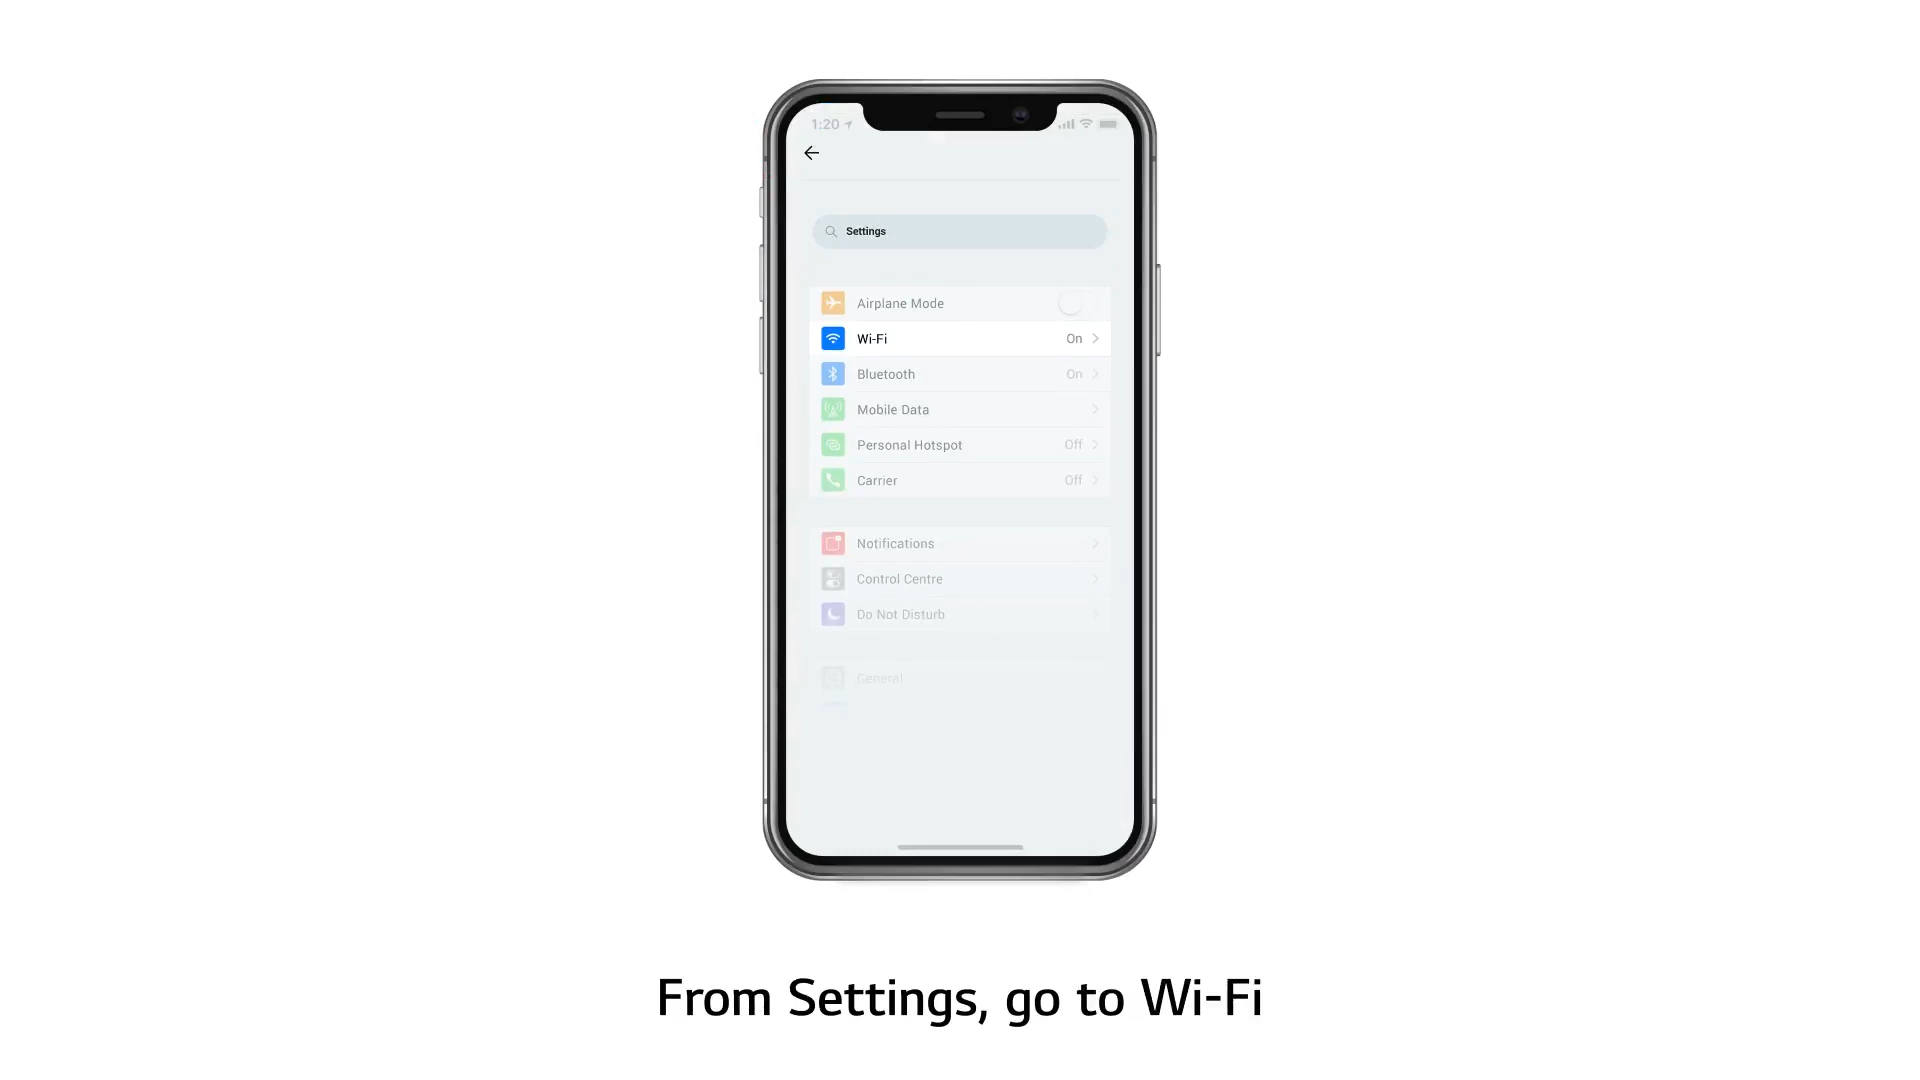 1:20
Settings
Airplane Mode
Wi-Fi On
Bluetooth On
Mobile Data
Personal Hotspot Off
Carrier Off
Notifications
Control Centre
Do Not Disturb
General
From Settings, go to Wi-Fi